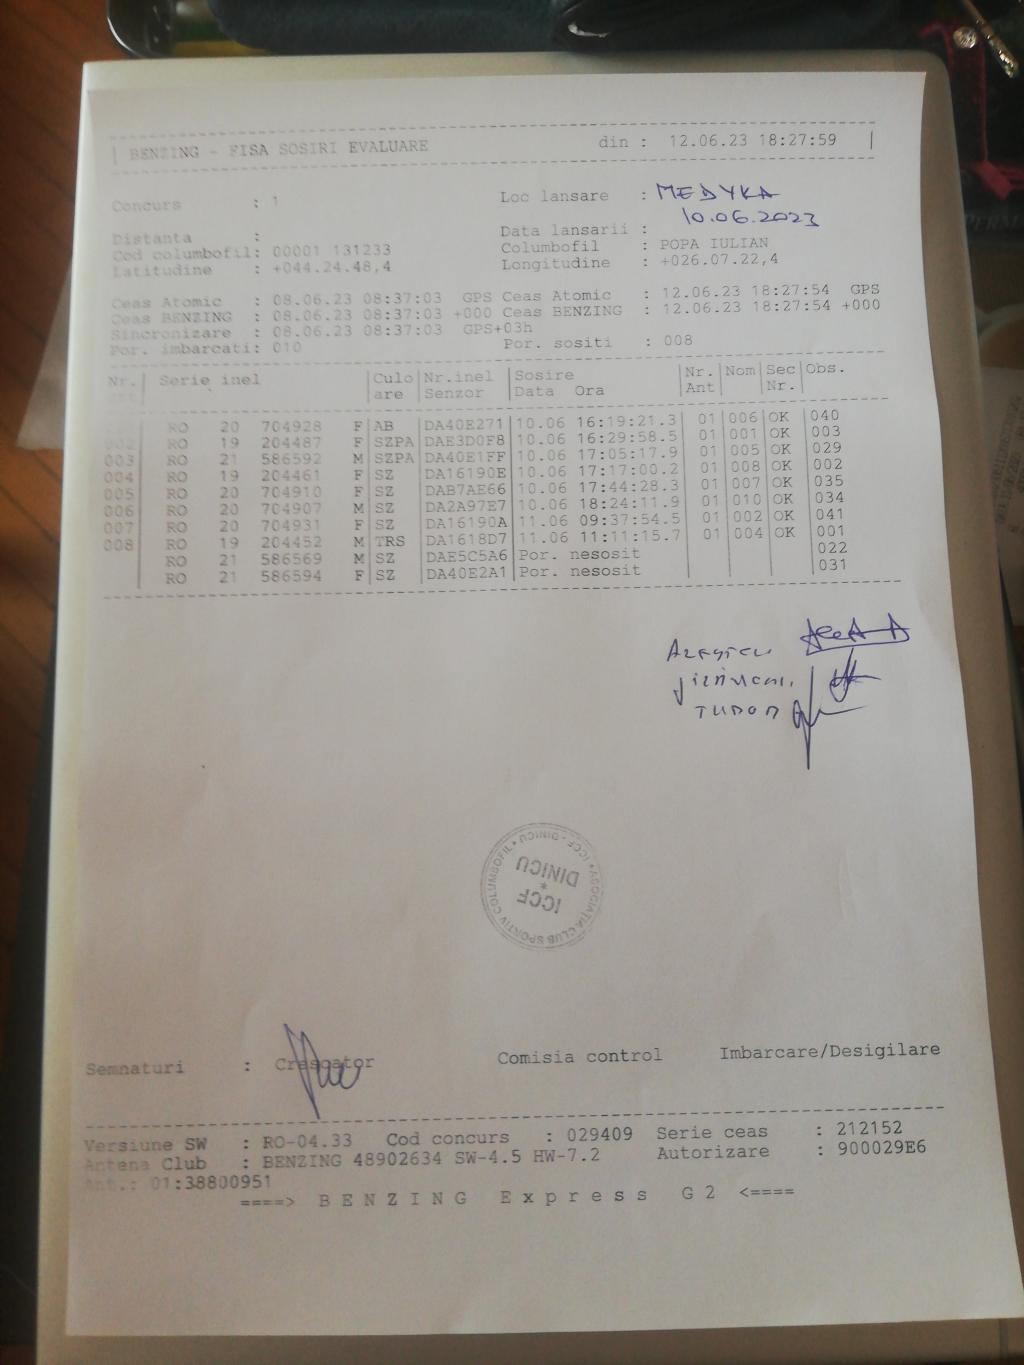 BENZING - FISA SOSIRI EVALUARE din : 12.06.23 18:27:59
Concurs : 1 Loc lansare : MEDYKA
10.06.2023
Distanta : Data lansarii :
Cod columbofil: 00001 131233 Columbofil : POPA IULIAN
Latitudine : +044.24.48,4 Longitudine : +026.07.22,4
Ceas Atomic : 08.06.23 08:37:03 GPS Ceas Atomic : 12.06.23 18:27:54 GPS
Ceas BENZING : 08.06.23 08:37:03 +000 Ceas BENZING : 12.06.23 18:27:54 +000
Sincronizare : 08.06.23 08:37:03 GPS+03h
Por. imbarcati: 010 Por. sositi : 008
Nr. Serie inel Culo Nr.inel Sosire Nr. Nom Sec Obs.
are Senzor Data Ora Ant Nr.
RO 20 704928 F AB DA40E271 10.06 16:19:21.3 01 006 OK 040
002 RO 19 204487 F SZPA DAE3D0F8 10.06 16:29:58.5 01 001 OK 003
003 RO 21 586592 M SZPA DA40E1FF 10.06 17:05:17.9 01 005 OK 029
004 RO 19 204461 F SZ DA16190E 10.06 17:17:00.2 01 008 OK 002
005 RO 20 704910 F SZ DAB7AE66 10.06 17:44:28.3 01 007 OK 035
006 RO 20 704907 M SZ DA2A97E7 10.06 18:24:11.9 01 010 OK 034
007 RO 20 704931 F SZ DA16190A 11.06 09:37:54.5 01 002 OK 041
008 RO 19 204452 M TRS DA1618D7 11.06 11:11:15.7 01 004 OK 001
RO 21 586569 M SZ DAE5C5A6 Por. nesosit 022
RO 21 586594 F SZ DA40E2A1 Por. nesosit 031
TUDOR
ASOCIAȚIA CLUB SPORTIV COLUMBOFIL • ICCF - DINICU •
ICCF
*
DINICU
Semnaturi : Crescator Comisia control Imbarcare/Desigilare
Versiune SW : RO-04.33 Cod concurs : 029409 Serie ceas : 212152
Antena Club : BENZING 48902634 SW-4.5 HW-7.2 Autorizare : 900029E6
Ant.: 01:38800951
====> BENZING Express G2 <====